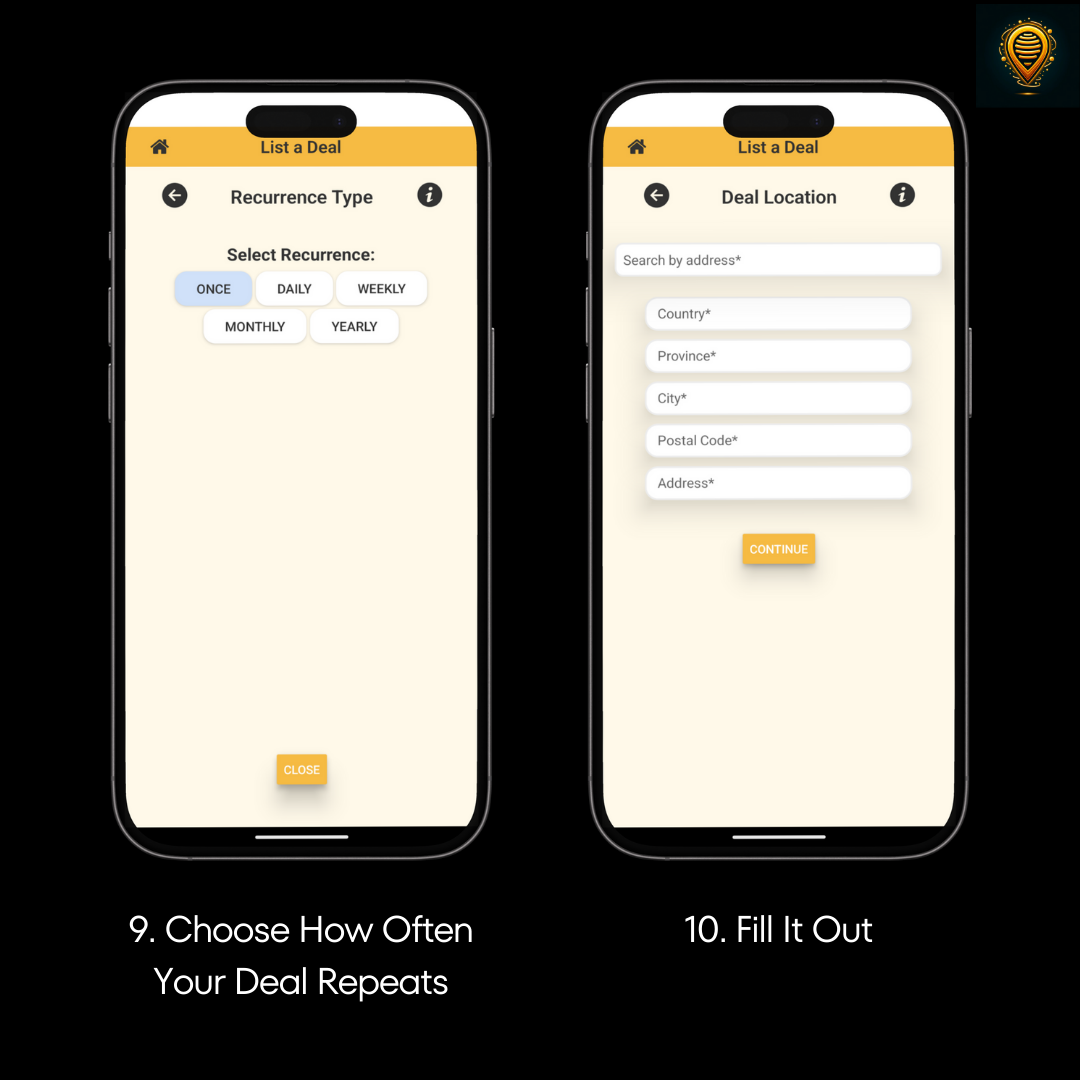 List a Deal
Recurrence Type
Select Recurrence:
ONCE DAILY WEEKLY
MONTHLY YEARLY
CLOSE
9. Choose How Often
Your Deal Repeats
List a Deal
Deal Location
Search by address*
Country*
Province*
City*
Postal Code*
Address*
CONTINUE
10. Fill It Out